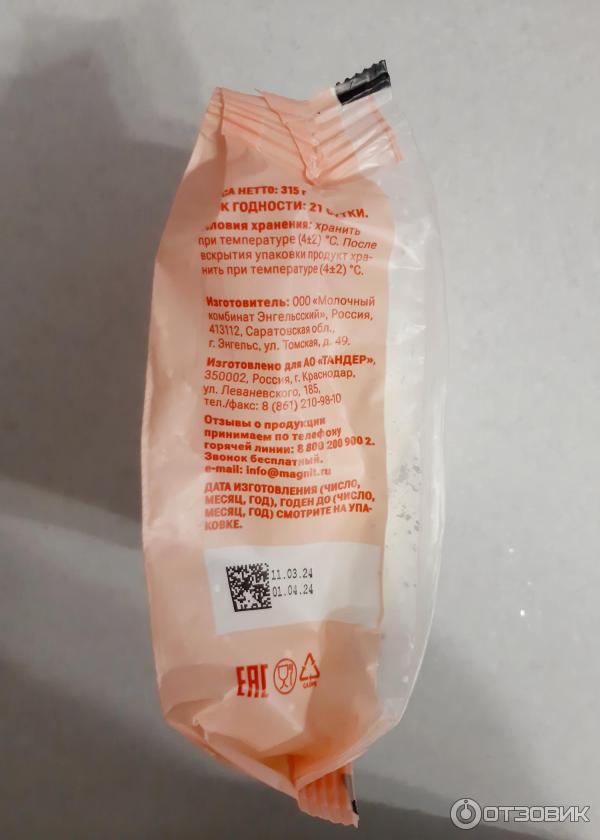 СА НЕТТО: 315 г
К ГОДНОСТИ: 21 СУТКИ.
ловия хранения: хранить
при температуре (4±2) °С. После
вскрытия упаковки продукт хра-
нить при температуре (4±2) °С.
Изготовитель: ООО «Молочный
комбинат Энгельсский», Россия,
413112, Саратовская обл.,
г. Энгельс, ул. Томская, д. 49.
Изготовлено для АО «ТАНДЕР»,
350002, Россия, г. Краснодар,
ул. Леваневского, 185,
тел./факс: 8 (861) 210-98-10
Отзывы о продукции
принимаем по телефону
горячей линии: 8 800 200 900 2.
Звонок бесплатный.
e-mail: info@magnit.ru
ДАТА ИЗГОТОВЛЕНИЯ (ЧИСЛО,
МЕСЯЦ, ГОД), ГОДЕН ДО (ЧИСЛО,
МЕСЯЦ, ГОД) СМОТРИТЕ НА УПА-
КОВКЕ.
11.03.24
01.04.24
EAC
ОТЗОВИК